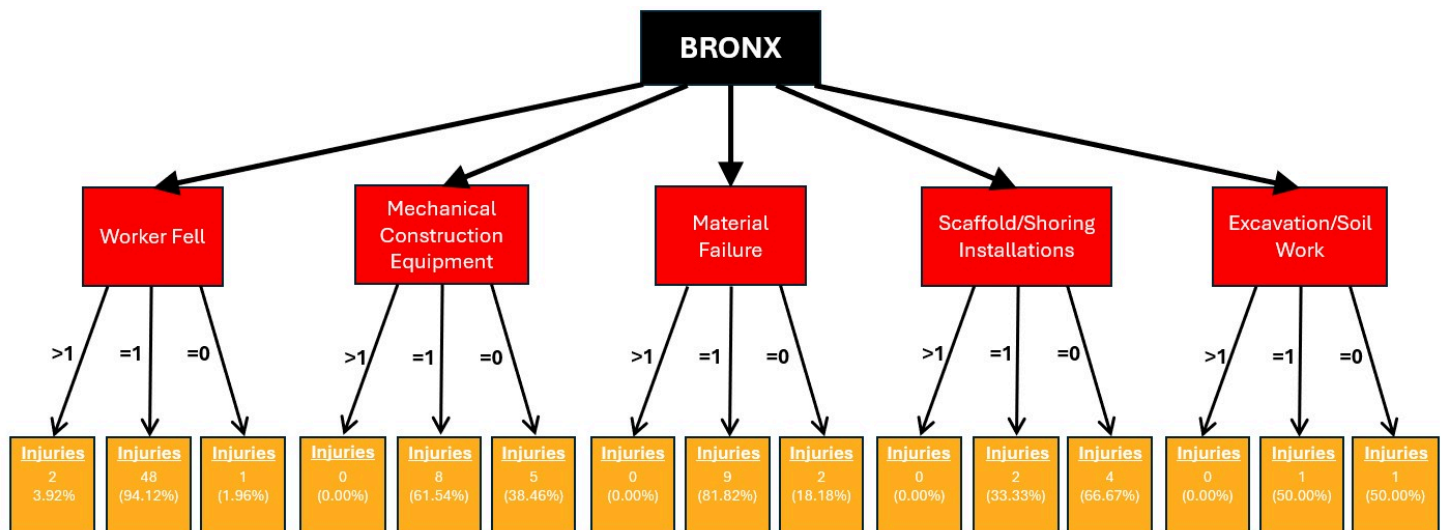 BRONX
Worker Fell
Mechanical
Construction
Equipment
Material
Failure
Scaffold/Shoring
Installations
Excavation/Soil
Work
>1
=1
=0
>1
=1
=0
>1
=1
=0
>1
=1
=0
>1
=1
=0
Injuries
2
3.92%
Injuries
48
(94.12%)
Injuries
1
(1.96%)
Injuries
0
(0.00%)
Injuries
8
(61.54%)
Injuries
5
(38.46%)
Injuries
0
(0.00%)
Injuries
9
(81.82%)
Injuries
2
(18.18%)
Injuries
0
(0.00%)
Injuries
2
(33.33%)
Injuries
4
(66.67%)
Injuries
0
(0.00%)
Injuries
1
(50.00%)
Injuries
1
(50.00%)